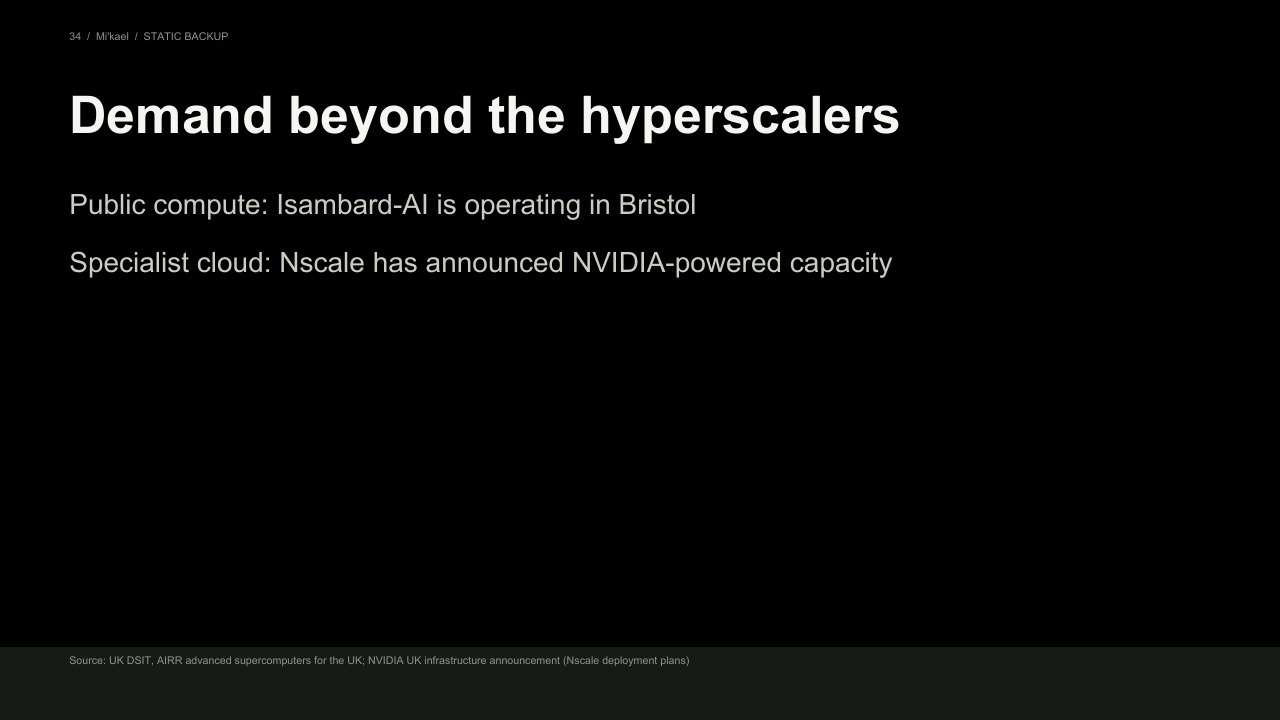 34 / Mi'kael / STATIC BACKUP
Demand beyond the hyperscalers
Public compute: Isambard-AI is operating in Bristol
Specialist cloud: Nscale has announced NVIDIA-powered capacity
Source: UK DSIT, AIRR advanced supercomputers for the UK; NVIDIA UK infrastructure announcement (Nscale deployment plans)